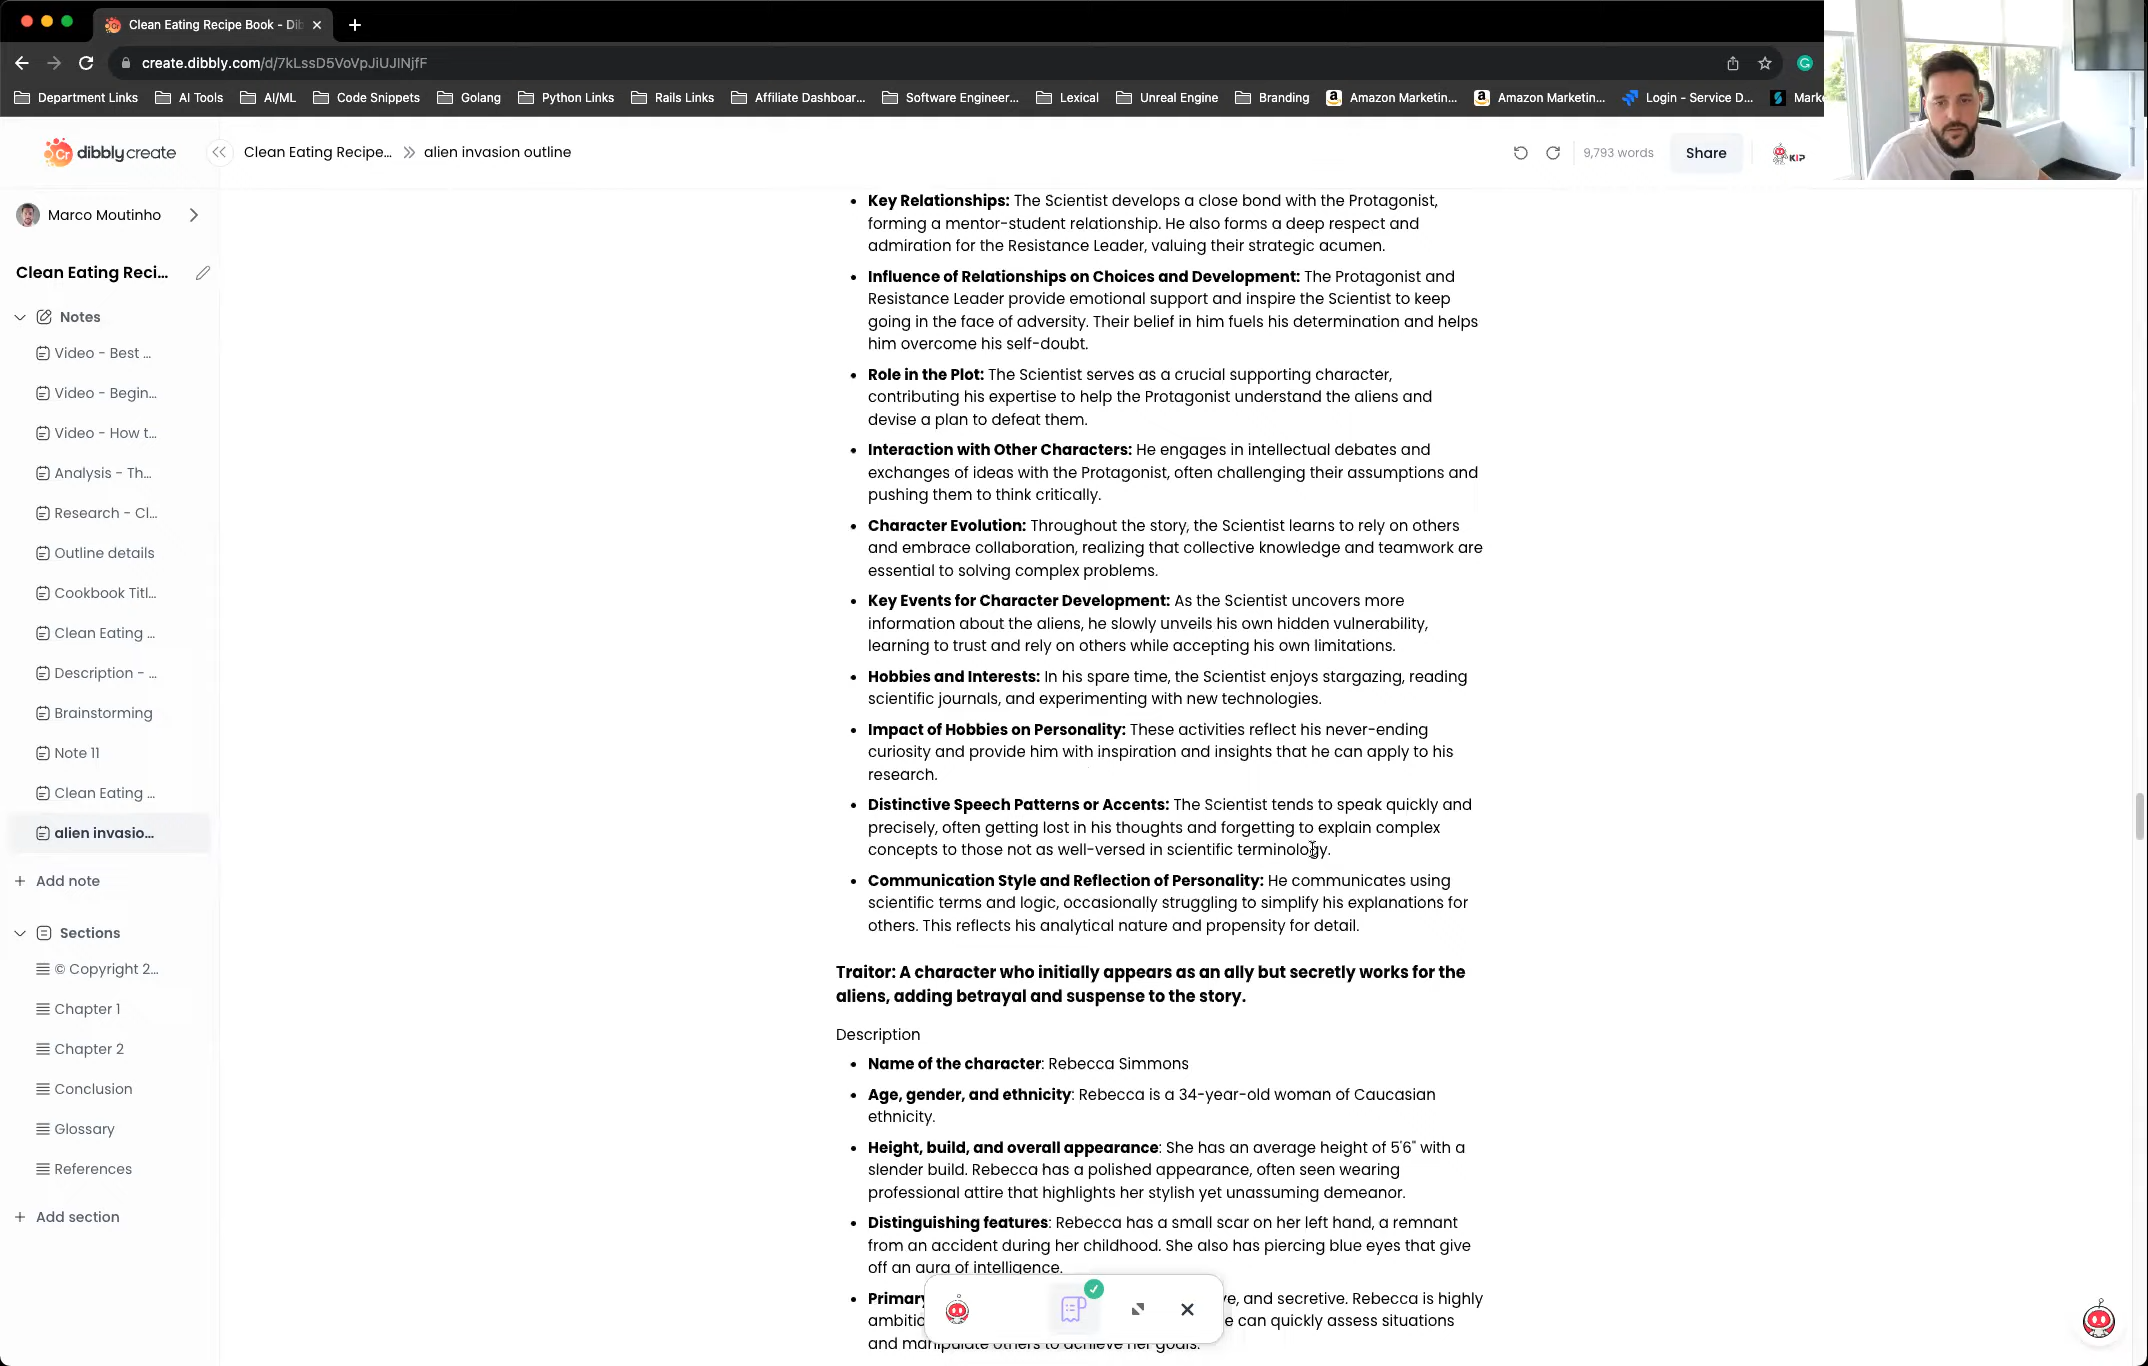 Clean Eating Recipe Book - Dib
create.dibbly.com/d/7kLssD5VoVpJiUJINjfF
Department Links AI Tools AI/ML Code Snippets Golang Python Links Rails Links Affiliate Dashboar... Software Engineer... Lexical Unreal Engine Branding Amazon Marketin... Amazon Marketin... Login - Service D... Mark
Cr dibbly create
Clean Eating Recipe... alien invasion outline
9,793 words Share KIP
Marco Moutinho
Clean Eating Reci...
Notes
Video - Best ...
Video - Begin...
Video - How t...
Analysis - Th...
Research - Cl...
Outline details
Cookbook Titl...
Clean Eating ...
Description - ...
Brainstorming
Note 11
Clean Eating ...
alien invasio...
+ Add note
Sections
© Copyright 2...
Chapter 1
Chapter 2
Conclusion
Glossary
References
+ Add section
• Key Relationships: The Scientist develops a close bond with the Protagonist,
forming a mentor-student relationship. He also forms a deep respect and
admiration for the Resistance Leader, valuing their strategic acumen.
• Influence of Relationships on Choices and Development: The Protagonist and
Resistance Leader provide emotional support and inspire the Scientist to keep
going in the face of adversity. Their belief in him fuels his determination and helps
him overcome his self-doubt.
• Role in the Plot: The Scientist serves as a crucial supporting character,
contributing his expertise to help the Protagonist understand the aliens and
devise a plan to defeat them.
• Interaction with Other Characters: He engages in intellectual debates and
exchanges of ideas with the Protagonist, often challenging their assumptions and
pushing them to think critically.
• Character Evolution: Throughout the story, the Scientist learns to rely on others
and embrace collaboration, realizing that collective knowledge and teamwork are
essential to solving complex problems.
• Key Events for Character Development: As the Scientist uncovers more
information about the aliens, he slowly unveils his own hidden vulnerability,
learning to trust and rely on others while accepting his own limitations.
• Hobbies and Interests: In his spare time, the Scientist enjoys stargazing, reading
scientific journals, and experimenting with new technologies.
• Impact of Hobbies on Personality: These activities reflect his never-ending
curiosity and provide him with inspiration and insights that he can apply to his
research.
• Distinctive Speech Patterns or Accents: The Scientist tends to speak quickly and
precisely, often getting lost in his thoughts and forgetting to explain complex
concepts to those not as well-versed in scientific terminology.
• Communication Style and Reflection of Personality: He communicates using
scientific terms and logic, occasionally struggling to simplify his explanations for
others. This reflects his analytical nature and propensity for detail.
Traitor: A character who initially appears as an ally but secretly works for the
aliens, adding betrayal and suspense to the story.
Description
• Name of the character: Rebecca Simmons
• Age, gender, and ethnicity: Rebecca is a 34-year-old woman of Caucasian
ethnicity.
• Height, build, and overall appearance: She has an average height of 5'6" with a
slender build. Rebecca has a polished appearance, often seen wearing
professional attire that highlights her stylish yet unassuming demeanor.
• Distinguishing features: Rebecca has a small scar on her left hand, a remnant
from an accident during her childhood. She also has piercing blue eyes that give
off an aura of intelligence.
• Primary ve, and secretive. Rebecca is highly
ambitio e can quickly assess situations
and manipulate others to achieve her goals.